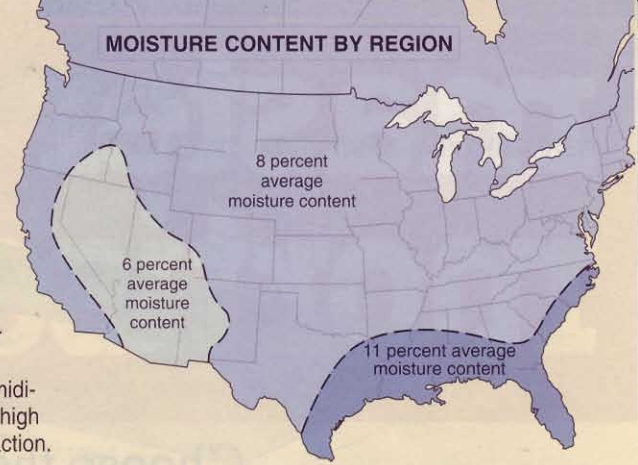 MOISTURE CONTENT BY REGION
8 percent
average
moisture content
6 percent
average
moisture
content
11 percent average
moisture content
midi-
high
ction.